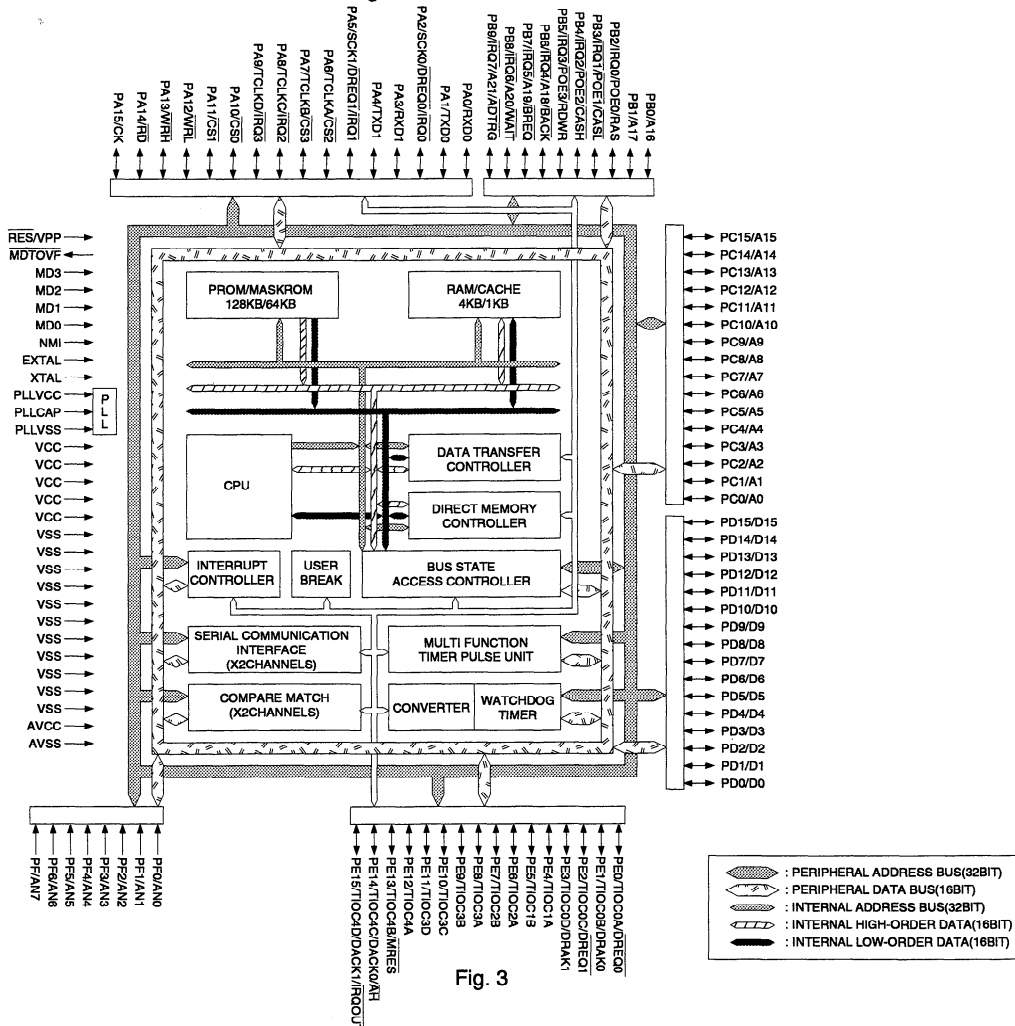 PA15/CK
PA14/RD
PA13/WRH
PA12/WRL
PA11/CS1
PA10/CS0
PA9/TCLKD/IRQ3
PA8/TCLKC/IRQ2
PA7/TCLKB/CS3
PA6/TCLKA/CS2
PA5/SCK1/DREQ1/IRQ1
PA4/TXD1
PA3/RXD1
PA2/SCK0/DREQ0/IRQ0
PA1/TXD0
PA0/RXD0
PB9/IRQ7/A21/ADTRG
PB8/IRQ6/A20/WAIT
PB7/IRQ5/A19/BREQ
PB6/IRQ4/A18/BACK
PB5/IRQ3/POE3/RDWR
PB4/IRQ2/POE2/CASH
PB3/IRQ1/POE1/CASL
PB2/IRQ0/POE0/RAS
PB1/A17
PB0/A16
RES/VPP
MDTOVF
MD3
MD2
MD1
MD0
NMI
EXTAL
XTAL
PLLVCC
PLLCAP
PLLVSS
PLL
VCC
VCC
VCC
VCC
VCC
VSS
VSS
VSS
VSS
VSS
VSS
VSS
VSS
VSS
VSS
VSS
AVCC
AVSS
PROM/MASKROM
128KB/64KB
RAM/CACHE
4KB/1KB
CPU
DATA TRANSFER
CONTROLLER
DIRECT MEMORY
CONTROLLER
INTERRUPT
CONTROLLER
USER
BREAK
BUS STATE
ACCESS CONTROLLER
SERIAL COMMUNICATION
INTERFACE
(X2CHANNELS)
MULTI FUNCTION
TIMER PULSE UNIT
COMPARE MATCH
(X2CHANNELS)
CONVERTER
WATCHDOG
TIMER
PC15/A15
PC14/A14
PC13/A13
PC12/A12
PC11/A11
PC10/A10
PC9/A9
PC8/A8
PC7/A7
PC6/A6
PC5/A5
PC4/A4
PC3/A3
PC2/A2
PC1/A1
PC0/A0
PD15/D15
PD14/D14
PD13/D13
PD12/D12
PD11/D11
PD10/D10
PD9/D9
PD8/D8
PD7/D7
PD6/D6
PD5/D5
PD4/D4
PD3/D3
PD2/D2
PD1/D1
PD0/D0
PF/AN7
PF6/AN6
PF5/AN5
PF4/AN4
PF3/AN3
PF2/AN2
PF1/AN1
PF0/AN0
PE15/TIOC4D/DACK1/IRQOUT
PE14/TIOC4C/DACK0/AH
PE13/TIOC4B/MRES
PE12/TIOC4A
PE11/TIOC3D
PE10/TIOC3C
PE9/TIOC3B
PE8/TIOC3A
PE7/TIOC2B
PE6/TIOC2A
PE5/TIOC1B
PE4/TIOC1A
PE3/TIOC0D/DRAK1
PE2/TIOC0C/DREQ1
PE1/TIOC0B/DRAK0
PE0/TIOC0A/DREQ0
: PERIPHERAL ADDRESS BUS(32BIT)
: PERIPHERAL DATA BUS(16BIT)
: INTERNAL ADDRESS BUS(32BIT)
: INTERNAL HIGH-ORDER DATA(16BIT)
: INTERNAL LOW-ORDER DATA(16BIT)
Fig. 3